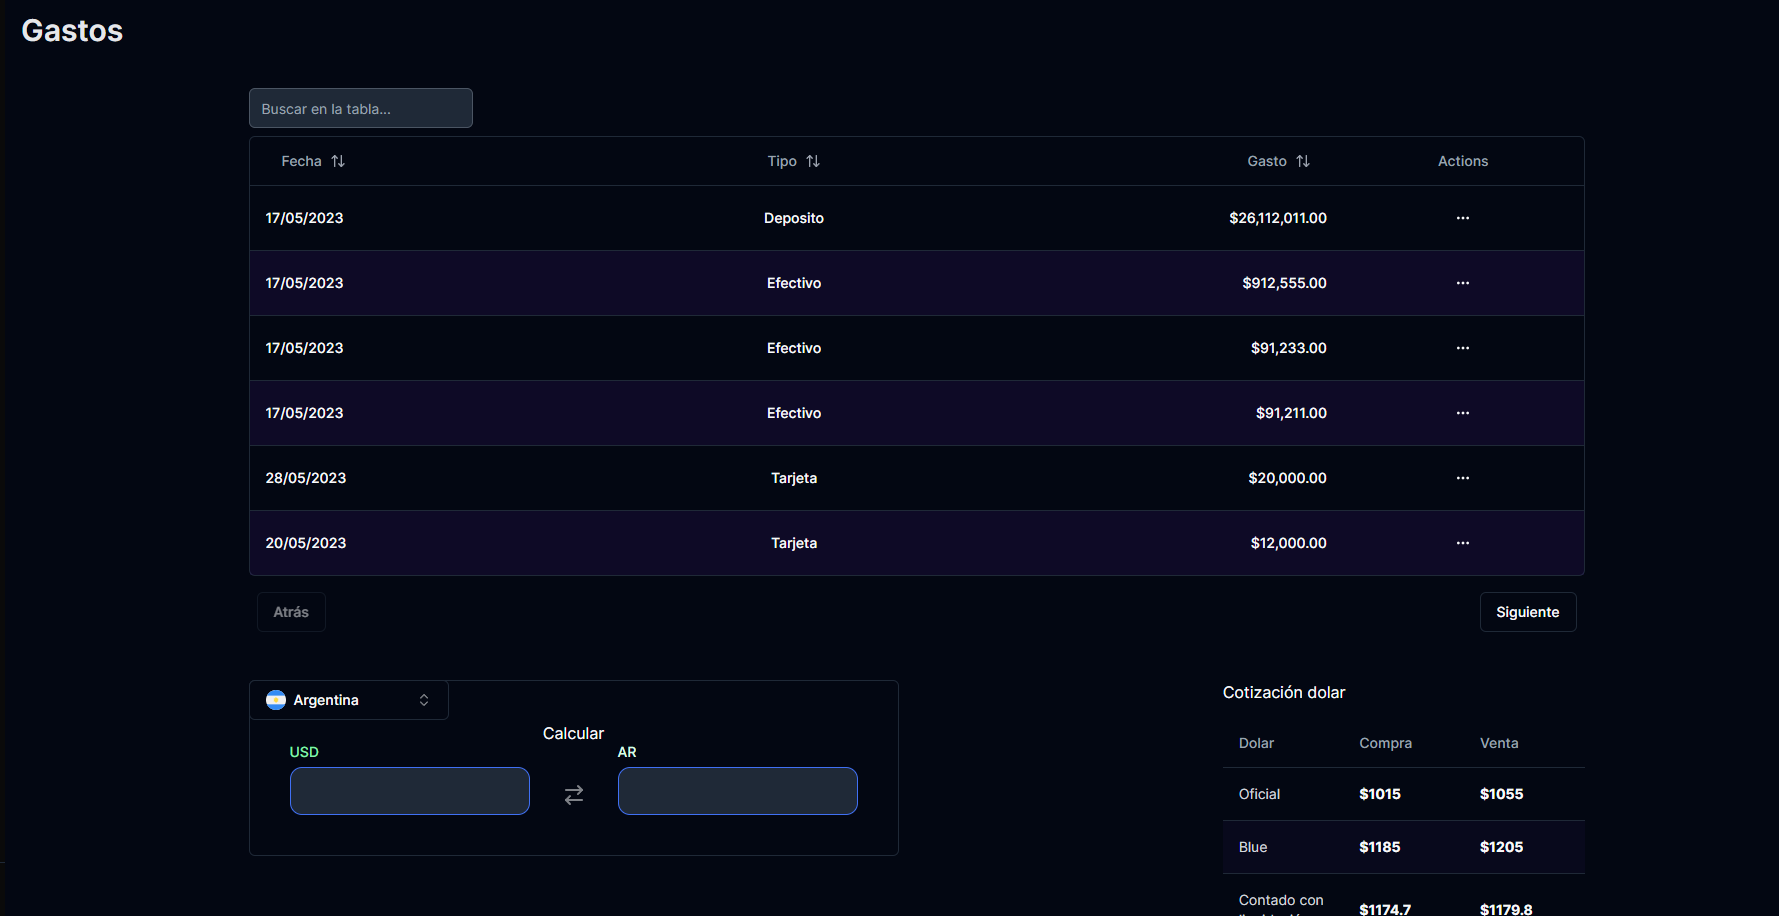 Gastos
Buscar en la tabla...
Fecha Tipo Gasto Actions
17/05/2023 Deposito $26,112,011.00
17/05/2023 Efectivo $912,555.00
17/05/2023 Efectivo $91,233.00
17/05/2023 Efectivo $91,211.00
28/05/2023 Tarjeta $20,000.00
20/05/2023 Tarjeta $12,000.00
Atrás Siguiente
Argentina
Calcular
USD AR
Cotización dolar
Dolar Compra Venta
Oficial $1015 $1055
Blue $1185 $1205
Contado con $1174.7 $1179.8